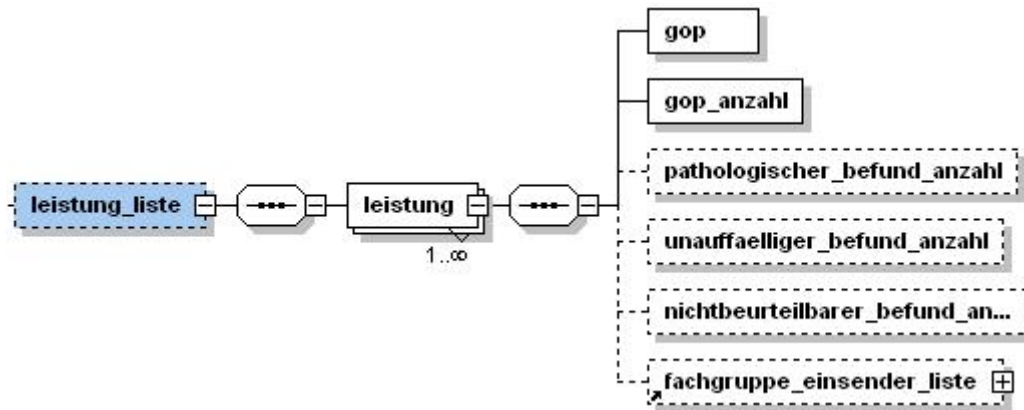 gop
gop_anzahl
pathologischer_befund_anzahl
leistung_liste
leistung
unauffaelliger_befund_anzahl
1..∞
nichtbeurteilbarer_befund_an...
fachgruppe_einsender_liste